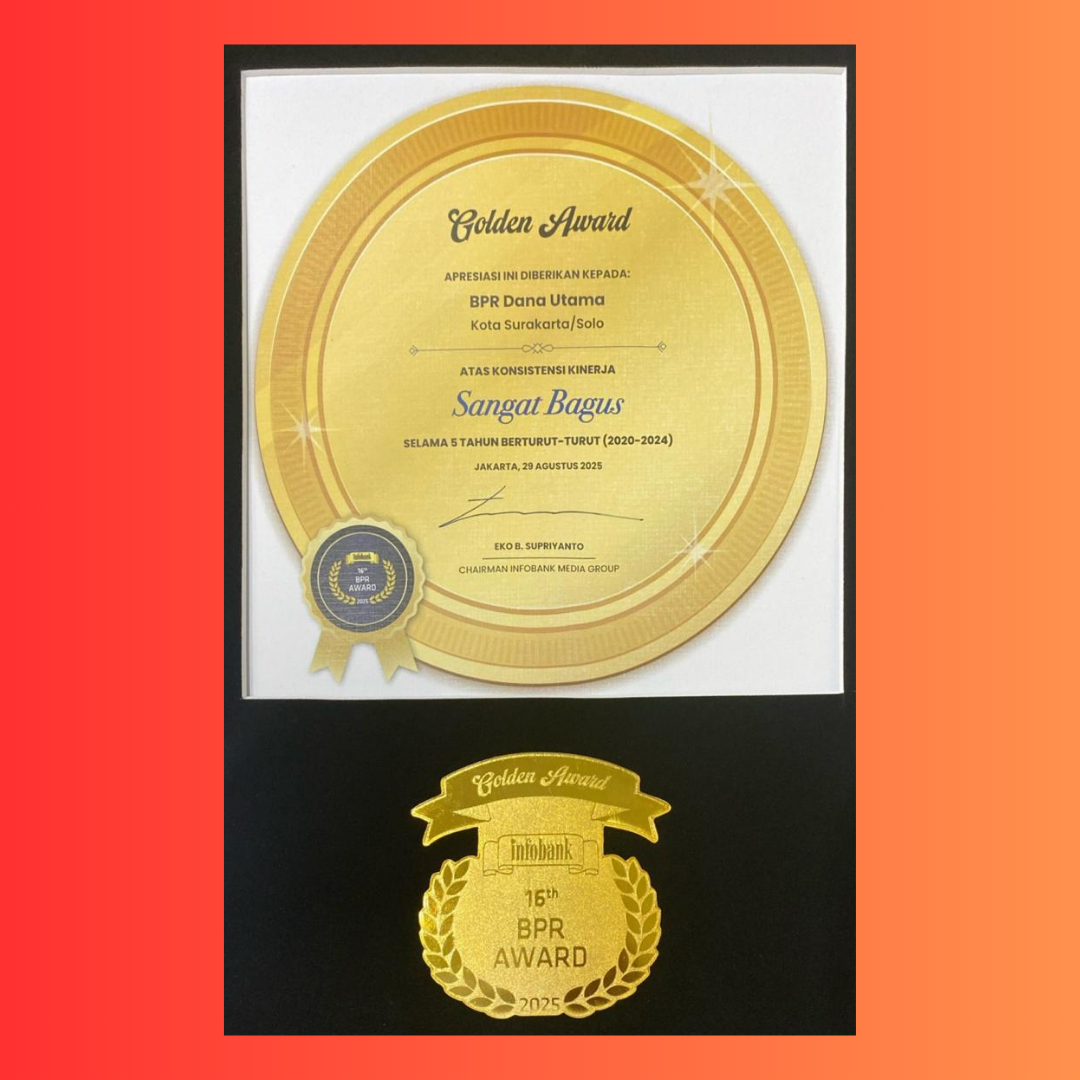 Golden Award
APRESIASI INI DIBERIKAN KEPADA:
BPR Dana Utama
Kota Surakarta/Solo
ATAS KONSISTENSI KINERJA
Sangat Bagus
SELAMA 5 TAHUN BERTURUT-TURUT (2020-2024)
JAKARTA, 29 AGUSTUS 2025
EKO B. SUPRIYANTO
CHAIRMAN INFOBANK MEDIA GROUP
infobank
16th
BPR
AWARD
2025
Golden Award
infobank
16th
BPR
AWARD
2025